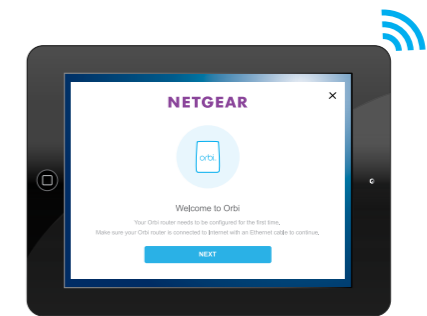 NETGEAR
orbi
Welcome to Orbi
Your Orbi router needs to be configured for the first time.
Make sure your Orbi router is connected to Internet with an Ethernet cable to continue.
NEXT